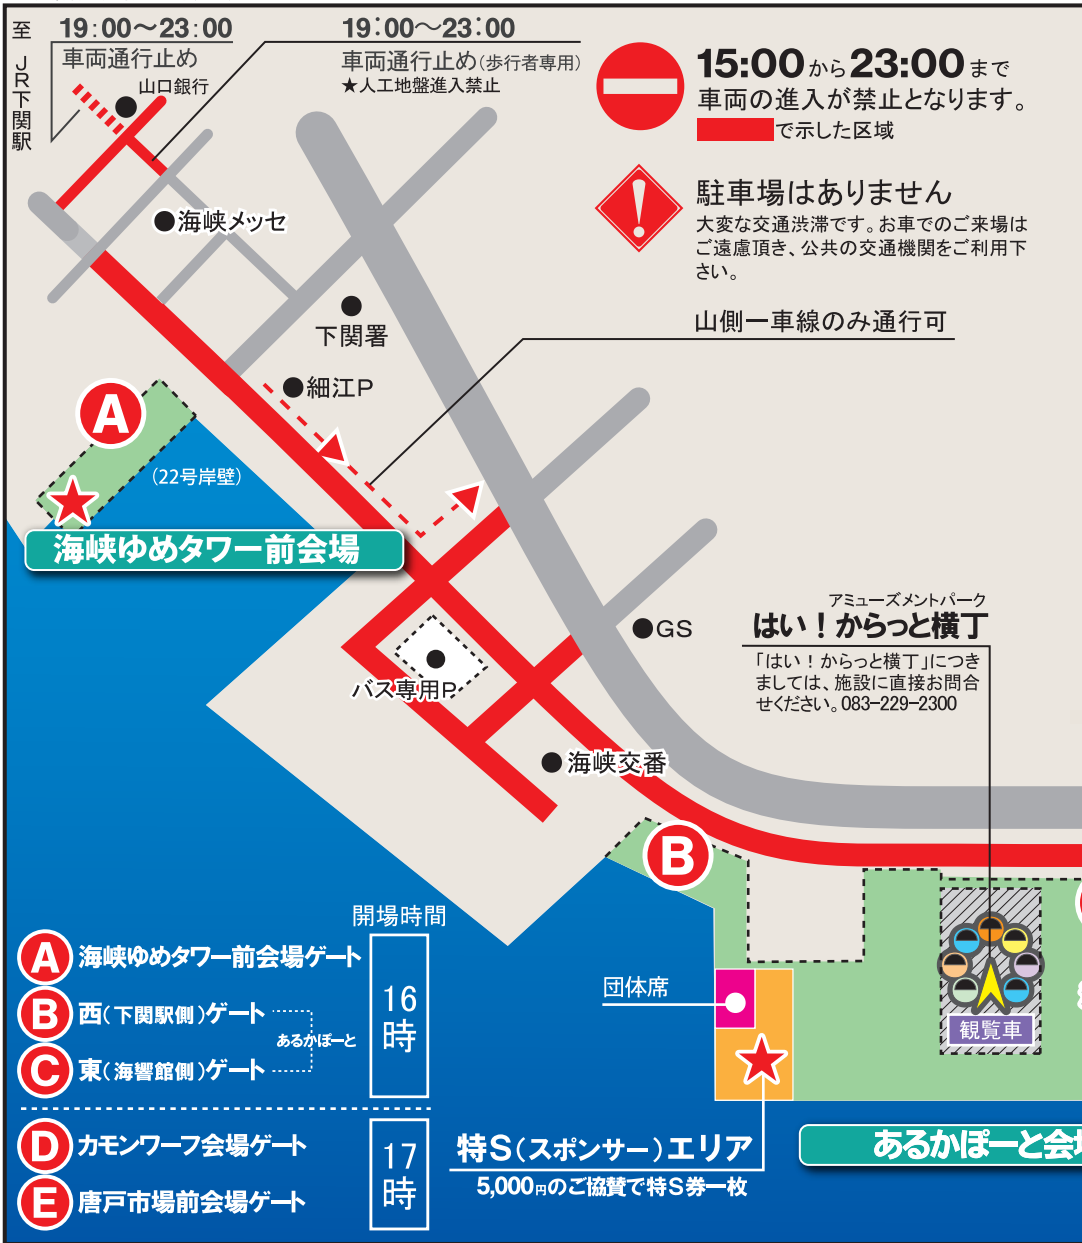 至 JR下関駅
19:00〜23:00
車両通行止め
山口銀行
19:00〜23:00
車両通行止め(歩行者専用)
★人工地盤進入禁止
15:00から23:00まで
車両の進入が禁止となります。
で示した区域
駐車場はありません
大変な交通渋滞です。お車でのご来場は
ご遠慮頂き、公共の交通機関をご利用下
さい。
海峡メッセ
下関署
山側一車線のみ通行可
細江P
A
(22号岸壁)
海峡ゆめタワー前会場
アミューズメントパーク
はい!からっと横丁
「はい!からっと横丁」につき
ましては、施設に直接お問合
せください。083-229-2300
GS
バス専用P
海峡交番
B
開場時間
A 海峡ゆめタワー前会場ゲート
B 西(下関駅側)ゲート
あるかぽーと
C 東(海響館側)ゲート
16時
D カモンワーフ会場ゲート
E 唐戸市場前会場ゲート
17時
団体席
観覧車
特S(スポンサー)エリア
5,000円のご協賛で特S券一枚
あるかぽーと会